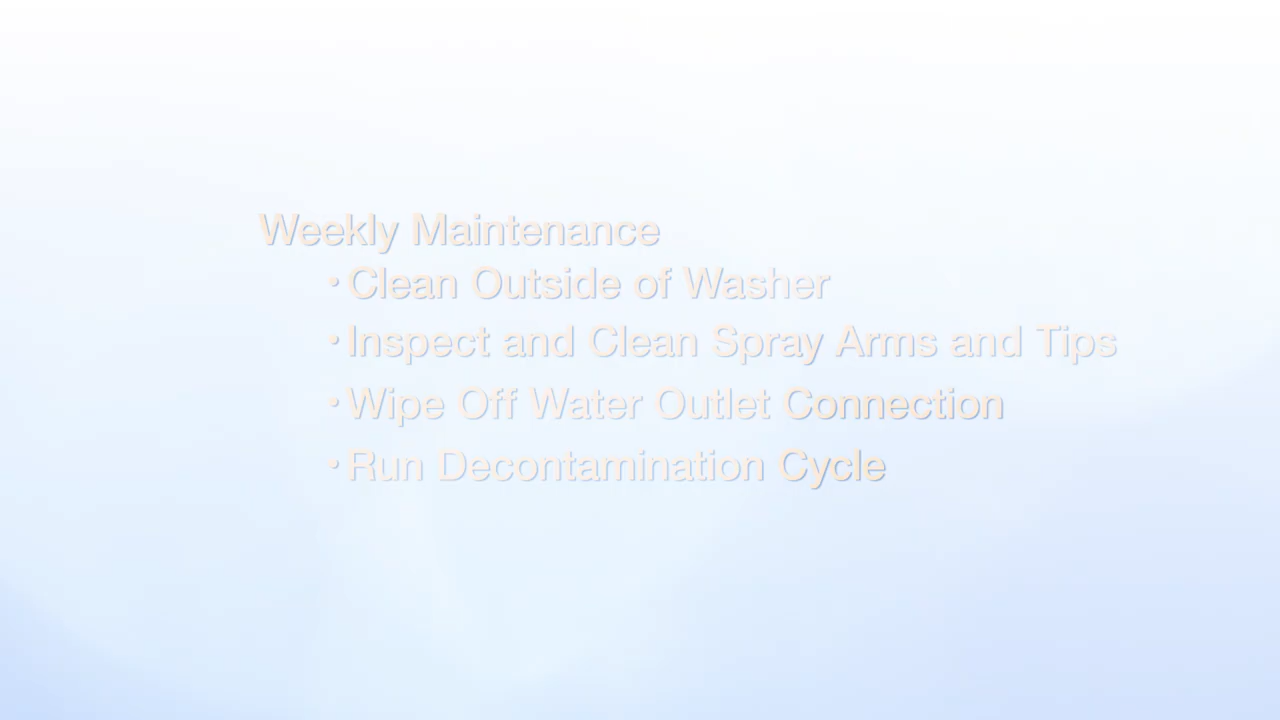 Weekly Maintenance
• Clean Outside of Washer
• Inspect and Clean Spray Arms and Tips
• Wipe Off Water Outlet Connection
• Run Decontamination Cycle